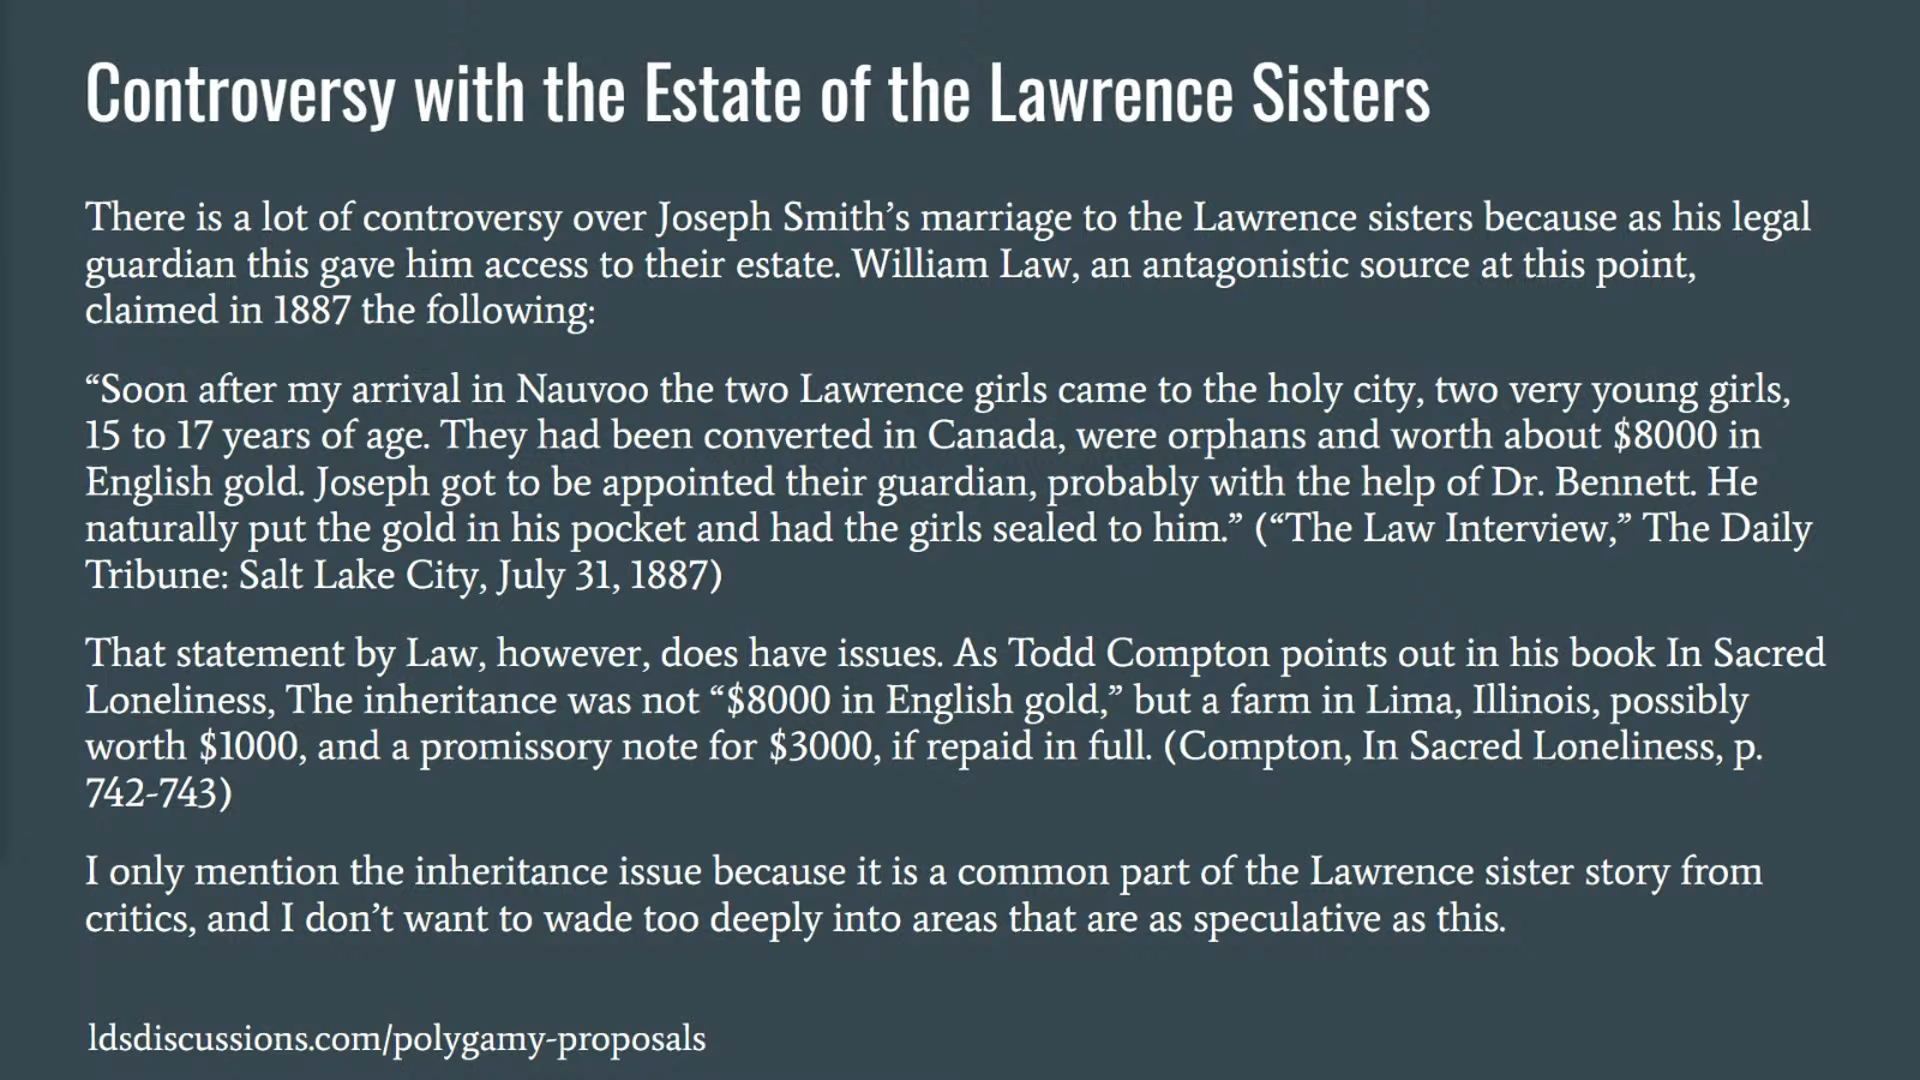 Controversy with the Estate of the Lawrence Sisters
There is a lot of controversy over Joseph Smith’s marriage to the Lawrence sisters because as his legal
guardian this gave him access to their estate. William Law, an antagonistic source at this point,
claimed in 1887 the following:
“Soon after my arrival in Nauvoo the two Lawrence girls came to the holy city, two very young girls,
15 to 17 years of age. They had been converted in Canada, were orphans and worth about $8000 in
English gold. Joseph got to be appointed their guardian, probably with the help of Dr. Bennett. He
naturally put the gold in his pocket and had the girls sealed to him.” (“The Law Interview,” The Daily
Tribune: Salt Lake City, July 31, 1887)
That statement by Law, however, does have issues. As Todd Compton points out in his book In Sacred
Loneliness, The inheritance was not “$8000 in English gold,” but a farm in Lima, Illinois, possibly
worth $1000, and a promissory note for $3000, if repaid in full. (Compton, In Sacred Loneliness, p.
742-743)
I only mention the inheritance issue because it is a common part of the Lawrence sister story from
critics, and I don’t want to wade too deeply into areas that are as speculative as this.
ldsdiscussions.com/polygamy-proposals